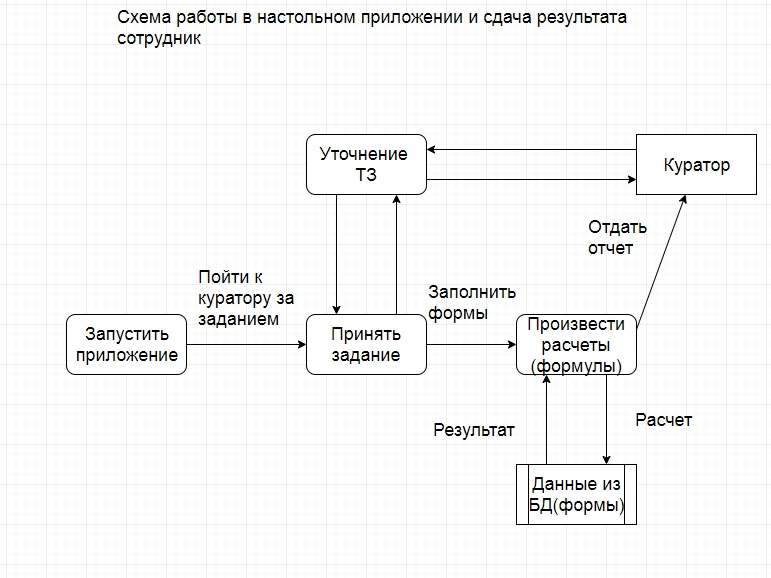 Схема работы в настольном приложении и сдача результата
сотрудник
Уточнение
ТЗ
Куратор
Отдать
отчет
Пойти к
куратору за
заданием
Заполнить
формы
Запустить
приложение
Принять
задание
Произвести
расчеты
(формулы)
Результат
Расчет
Данные из
БД(формы)